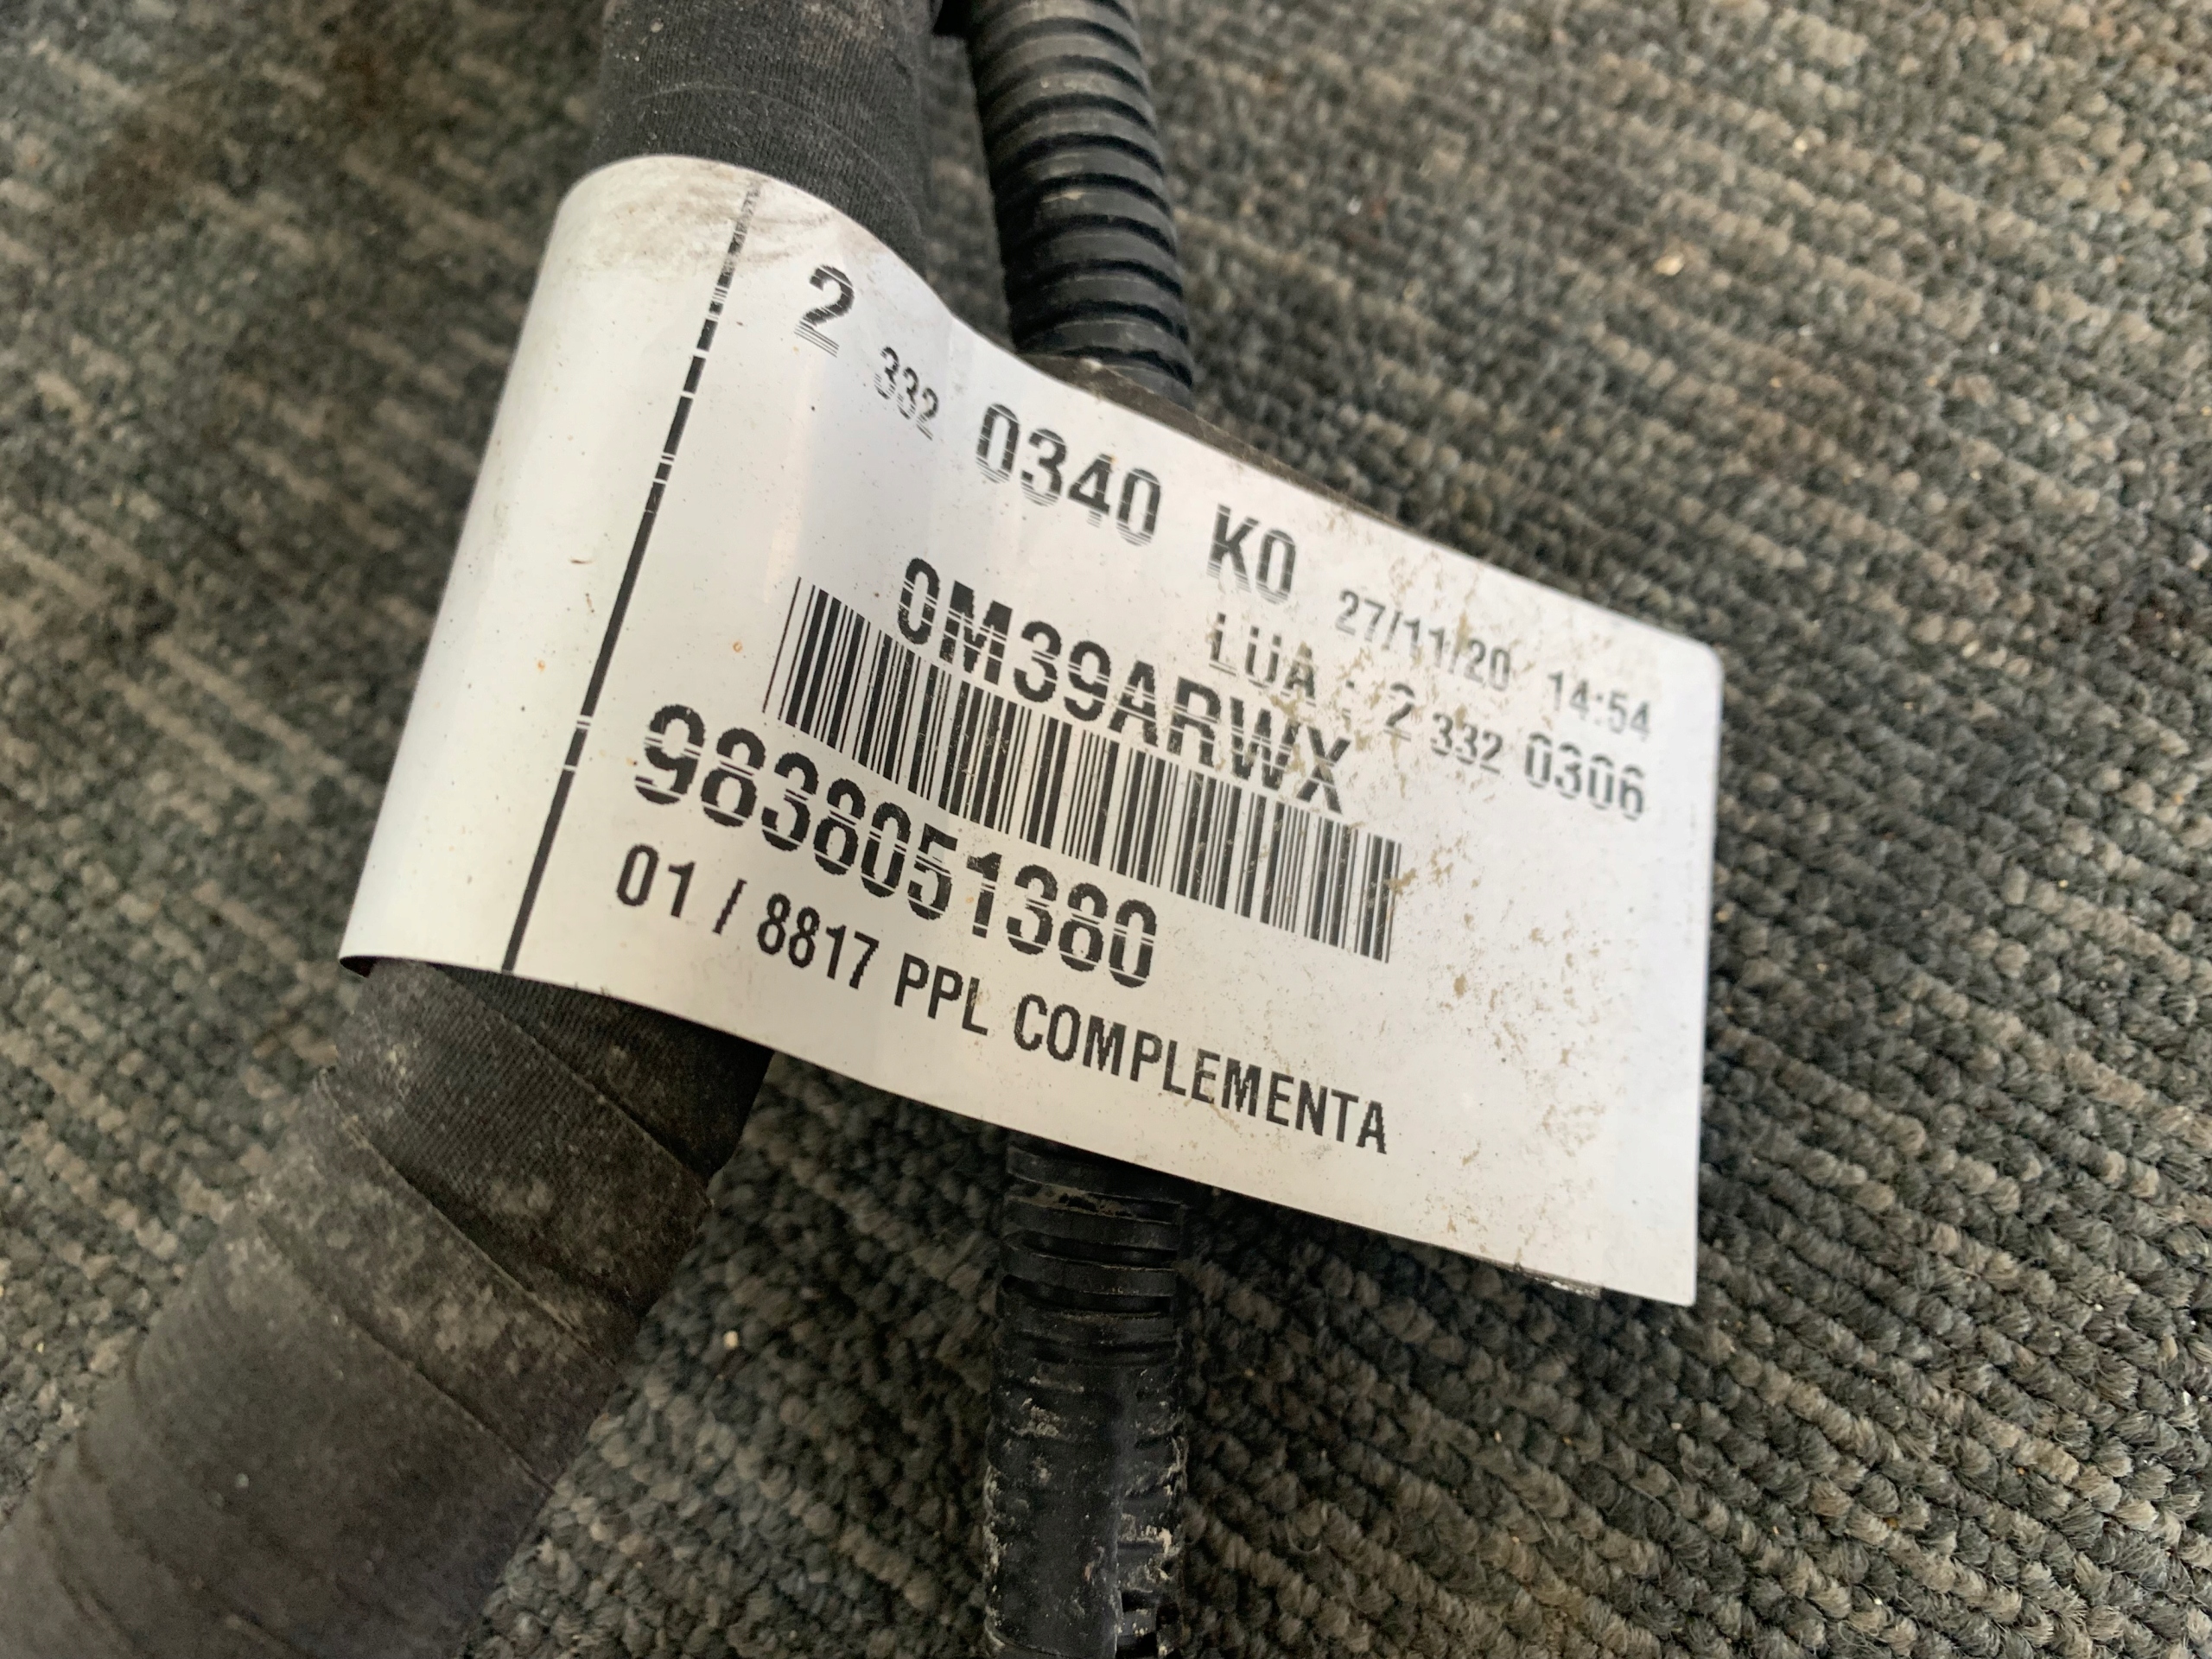 2 332 0340 K0 27/11/20 14:54
LUA : 2 332 0306
0M39ARWX
9838051380
01 / 8817 PPL COMPLEMENTA